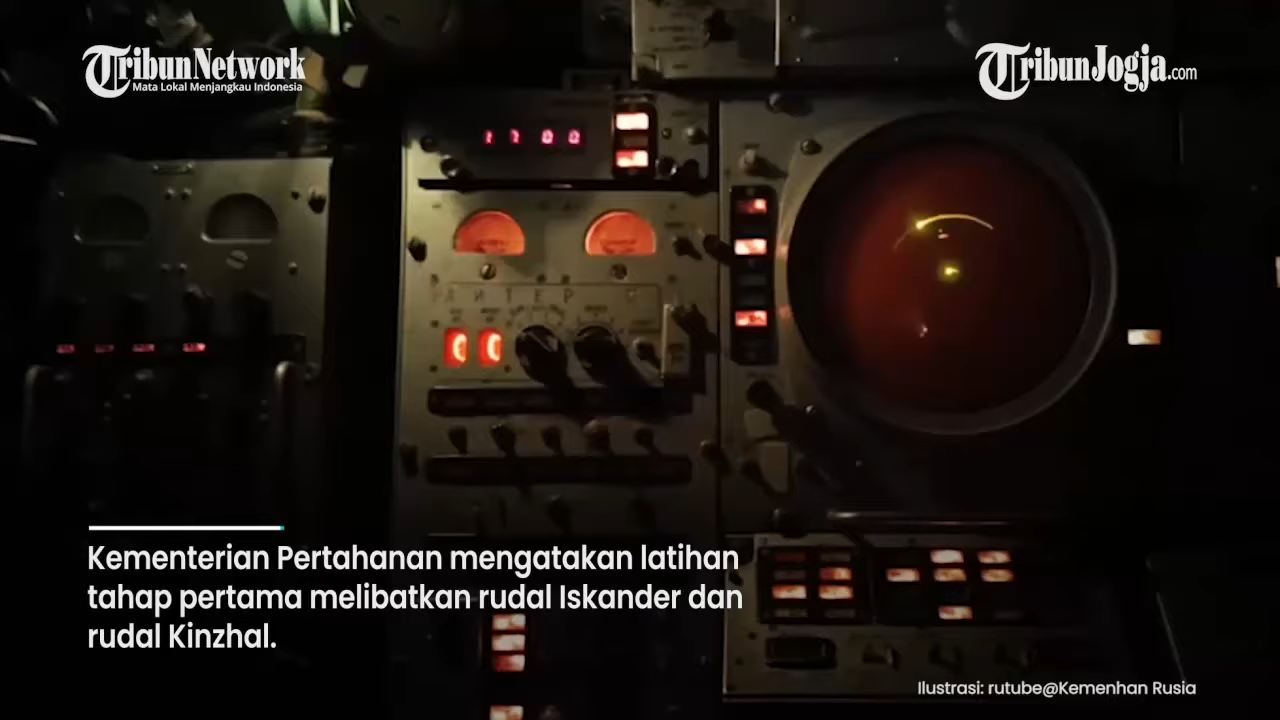 TribunNetwork
Mata Lokal Menjangkau Indonesia
TribunJogja.com
Kementerian Pertahanan mengatakan latihan
tahap pertama melibatkan rudal Iskander dan
rudal Kinzhal.
Ilustrasi: rutube@Kemenhan Rusia